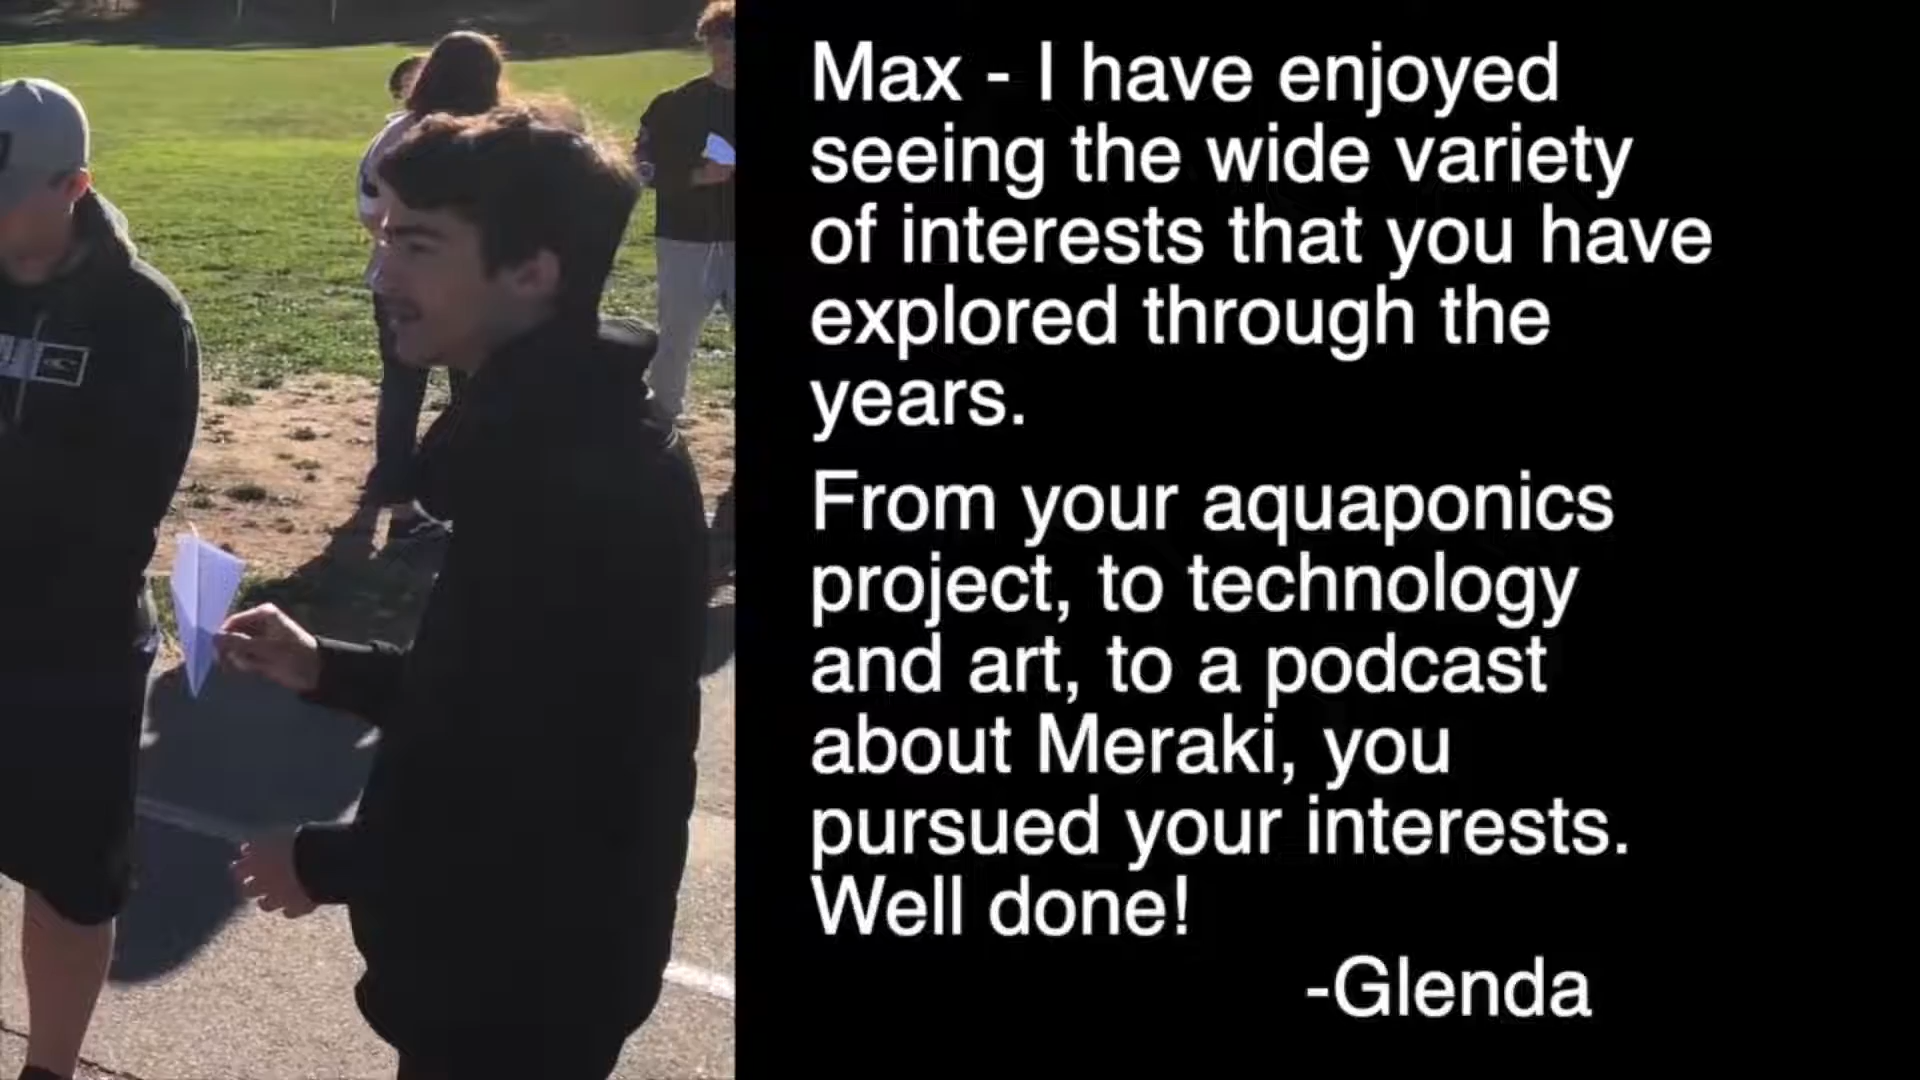 Max - I have enjoyed
seeing the wide variety
of interests that you have
explored through the
years.
From your aquaponics
project, to technology
and art, to a podcast
about Meraki, you
pursued your interests.
Well done!
-Glenda